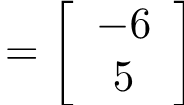 = [ -6
5 ]